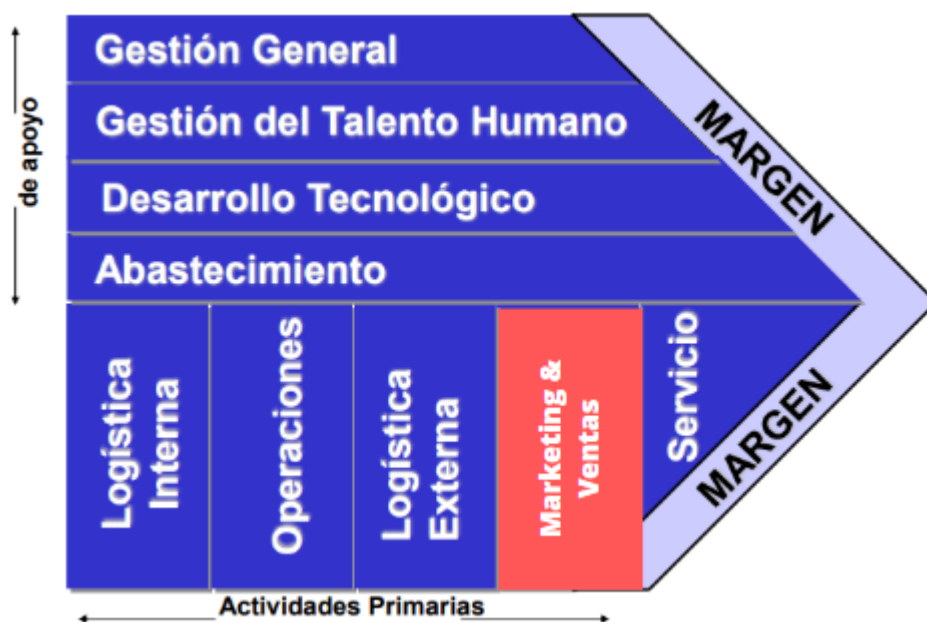 de apoyo
Gestión General
Gestión del Talento Humano
Desarrollo Tecnológico
Abastecimiento
MARGEN
Logística
Interna
Operaciones
Logística
Externa
Marketing &
Ventas
Servicio
MARGEN
Actividades Primarias